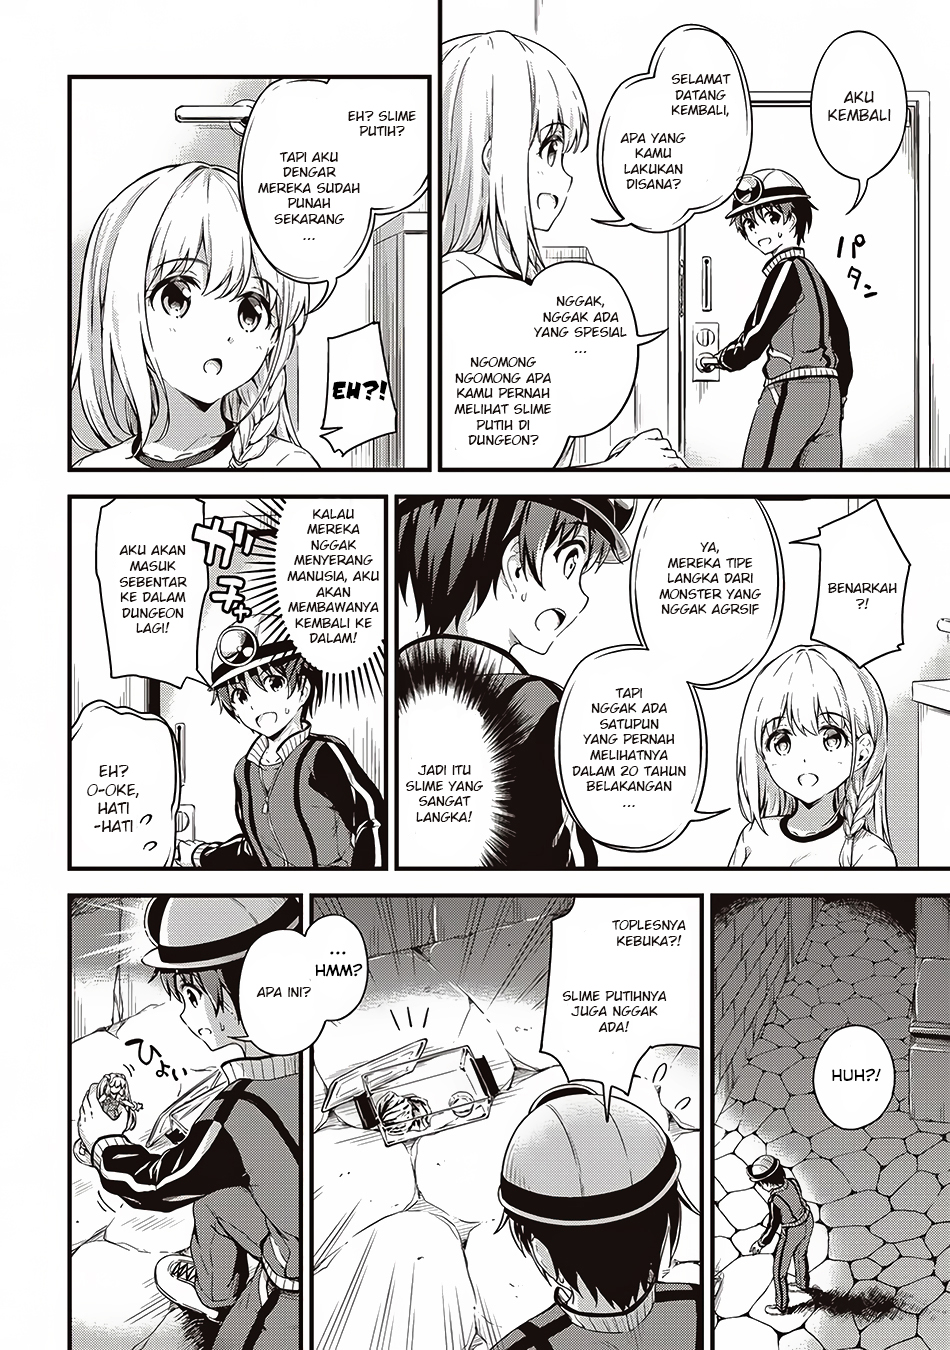 AKU
KEMBALI
SELAMAT
DATANG
KEMBALI,
APA YANG
KAMU
LAKUKAN
DISANA?
パタン
NGGAK,
NGGAK ADA
YANG SPESIAL
...
NGOMONG
NGOMONG APA
KAMU PERNAH
MELIHAT SLIME
PUTIH DI
DUNGEON?
EH? SLIME
PUTIH?
TAPI AKU
DENGAR
MEREKA SUDAH
PUNAH
SEKARANG
...
EH?!
BENARKAH
?!
YA,
MEREKA TIPE
LANGKA DARI
MONSTER YANG
NGGAK AGRSIF
TAPI
NGGAK ADA
SATUPUN
YANG PERNAH
MELIHATNYA
DALAM 20 TAHUN
BELAKANGAN
...
JADI ITU
SLIME YANG
SANGAT
LANGKA!
KALAU
MEREKA
NGGAK
MENYERANG
MANUSIA, AKU
AKAN
MEMBAWANYA
KEMBALI KE
DALAM!
ガチャ
AKU AKAN
MASUK
SEBENTAR
KE DALAM
DUNGEON
LAGI!
EH?
O-OKE,
HATI
-HATI
HUH?!
TOPLESNYA
KEBUKA?!
SLIME PUTIHNYA
JUGA NGGAK
ADA!
...
HMM?
APA INI?
ひょい